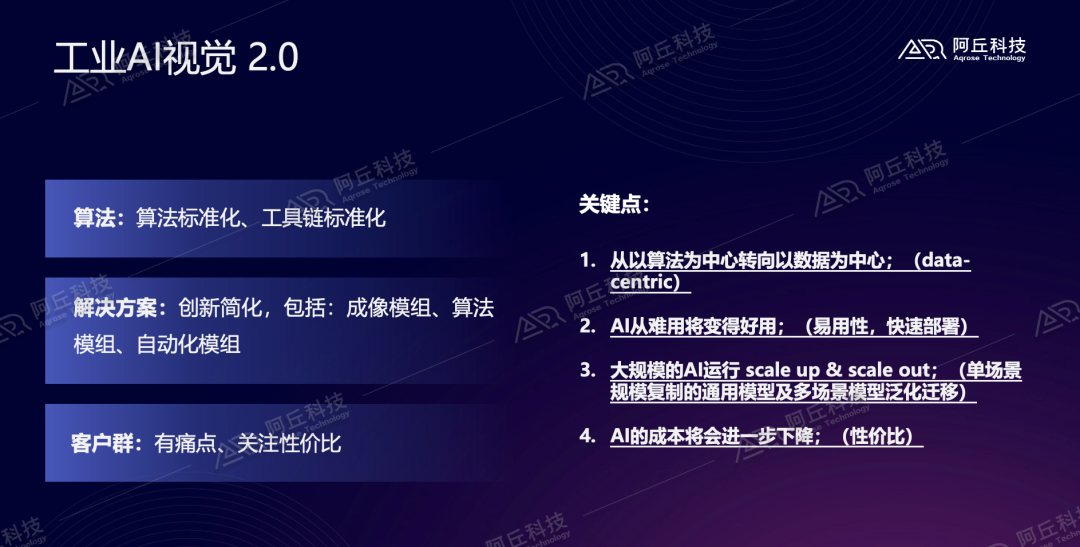 工业AI视觉 2.0
阿丘科技
Aqrose Technology
算法：算法标准化、工具链标准化
解决方案：创新简化，包括：成像模组、算法
模组、自动化模组
客户群：有痛点、关注性价比
关键点：
1. 从以算法为中心转向以数据为中心；（data-
centric）
2. AI从难用将变得好用；（易用性，快速部署）
3. 大规模的AI运行 scale up & scale out；（单场景
规模复制的通用模型及多场景模型泛化迁移）
4. AI的成本将会进一步下降；（性价比）